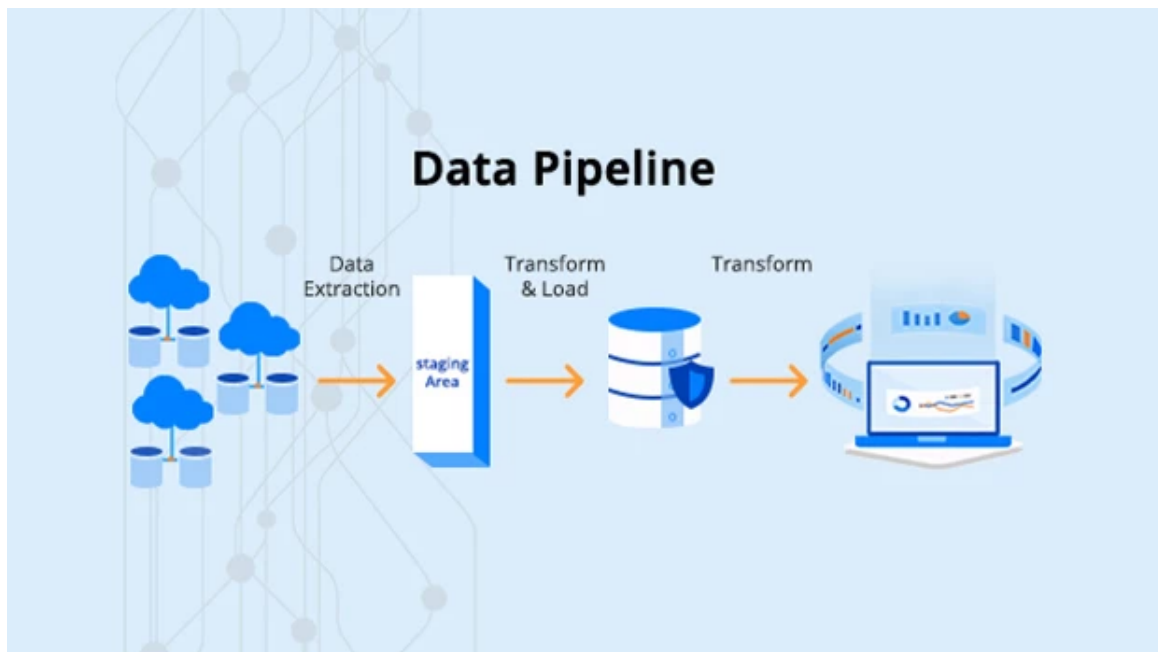 Data Pipeline
Data
Extraction
Transform
& Load
Transform
staging
Area